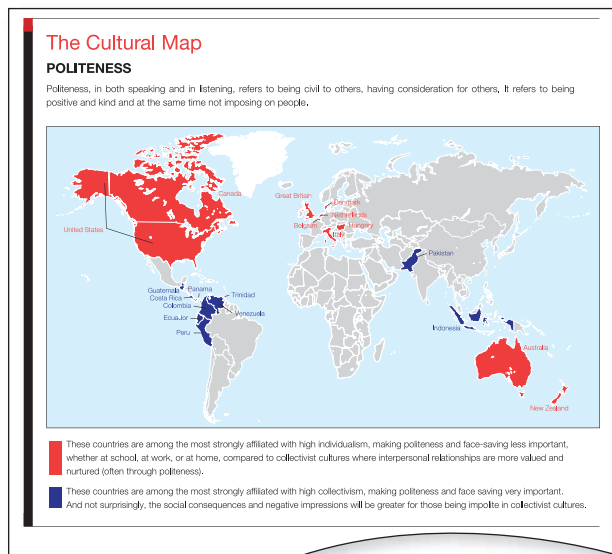 The Cultural Map
POLITENESS
Politeness, in both speaking and in listening, refers to being civil to others, having consideration for others. It refers to being
positive and kind and at the same time not imposing on people.
Canada
United States
Great Britain
Denmark
Netherlands
Belgium
Hungary
Italy
Pakistan
Guatemala
Panama
Costa Rica
Trinidad
Colombia
Venezuela
EcuaJor
Peru
Indonesia
Australia
New Zealand
These countries are among the most strongly affiliated with high individualism, making politeness and face-saving less important,
whether at school, at work, or at home, compared to collectivist cultures where interpersonal relationships are more valued and
nurtured (often through politeness).
These countries are among the most strongly affiliated with high collectivism, making politeness and face saving very important.
And not surprisingly, the social consequences and negative impressions will be greater for those being impolite in collectivist cultures.